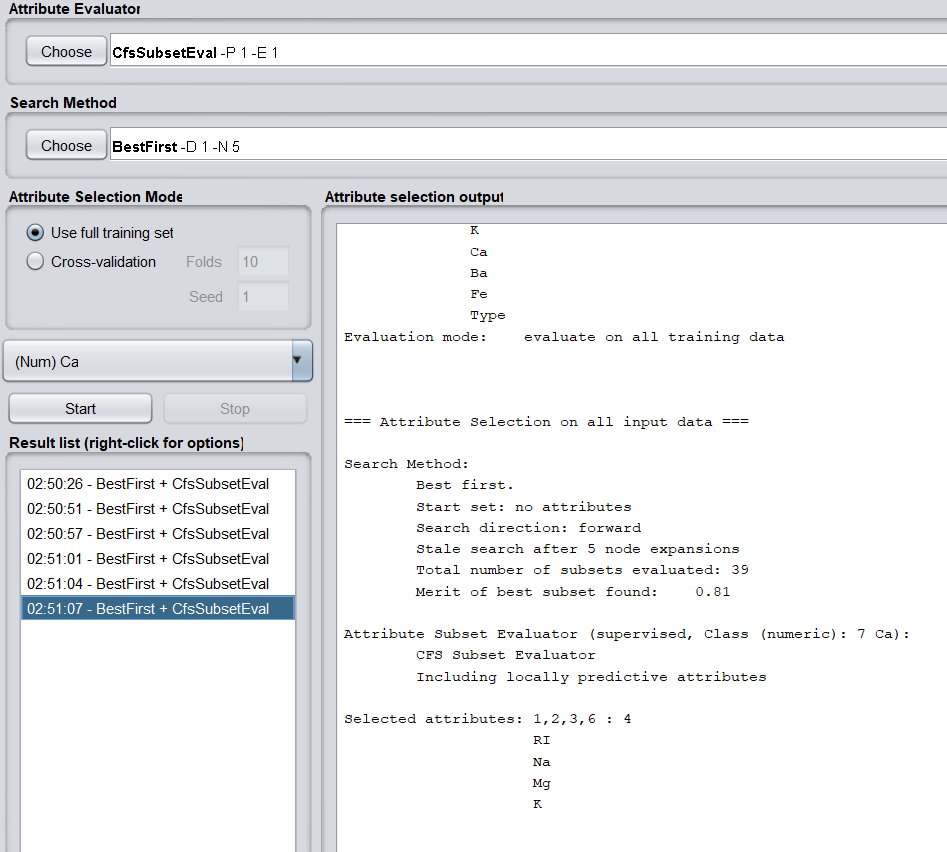 Attribute Evaluator
Choose CfsSubsetEval -P 1 -E 1
Search Method
Choose BestFirst -D 1 -N 5
Attribute Selection Mode
Use full training set
Cross-validation Folds 10
Seed 1
(Num) Ca
Start Stop
Result list (right-click for options)
02:50:26 - BestFirst + CfsSubsetEval
02:50:51 - BestFirst + CfsSubsetEval
02:50:57 - BestFirst + CfsSubsetEval
02:51:01 - BestFirst + CfsSubsetEval
02:51:04 - BestFirst + CfsSubsetEval
02:51:07 - BestFirst + CfsSubsetEval
Attribute selection output
K
Ca
Ba
Fe
Type
Evaluation mode: evaluate on all training data
=== Attribute Selection on all input data ===
Search Method:
Best first.
Start set: no attributes
Search direction: forward
Stale search after 5 node expansions
Total number of subsets evaluated: 39
Merit of best subset found: 0.81
Attribute Subset Evaluator (supervised, Class (numeric): 7 Ca):
CFS Subset Evaluator
Including locally predictive attributes
Selected attributes: 1,2,3,6 : 4
RI
Na
Mg
K